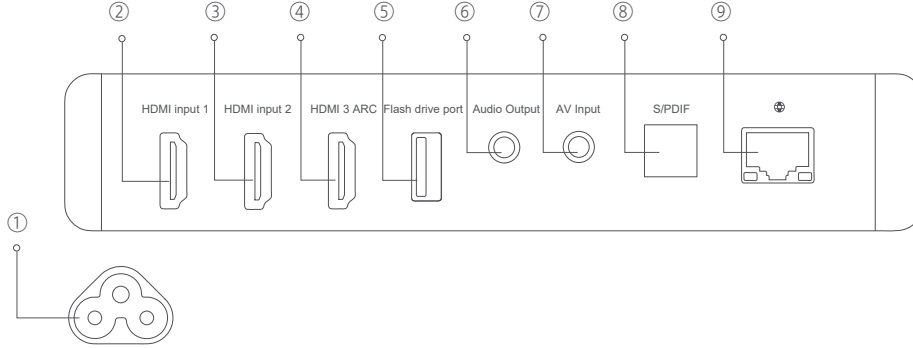 ② ③ ④ ⑤ ⑥ ⑦ ⑧ ⑨
HDMI input 1 HDMI input 2 HDMI 3 ARC Flash drive port Audio Output AV Input S/PDIF
①